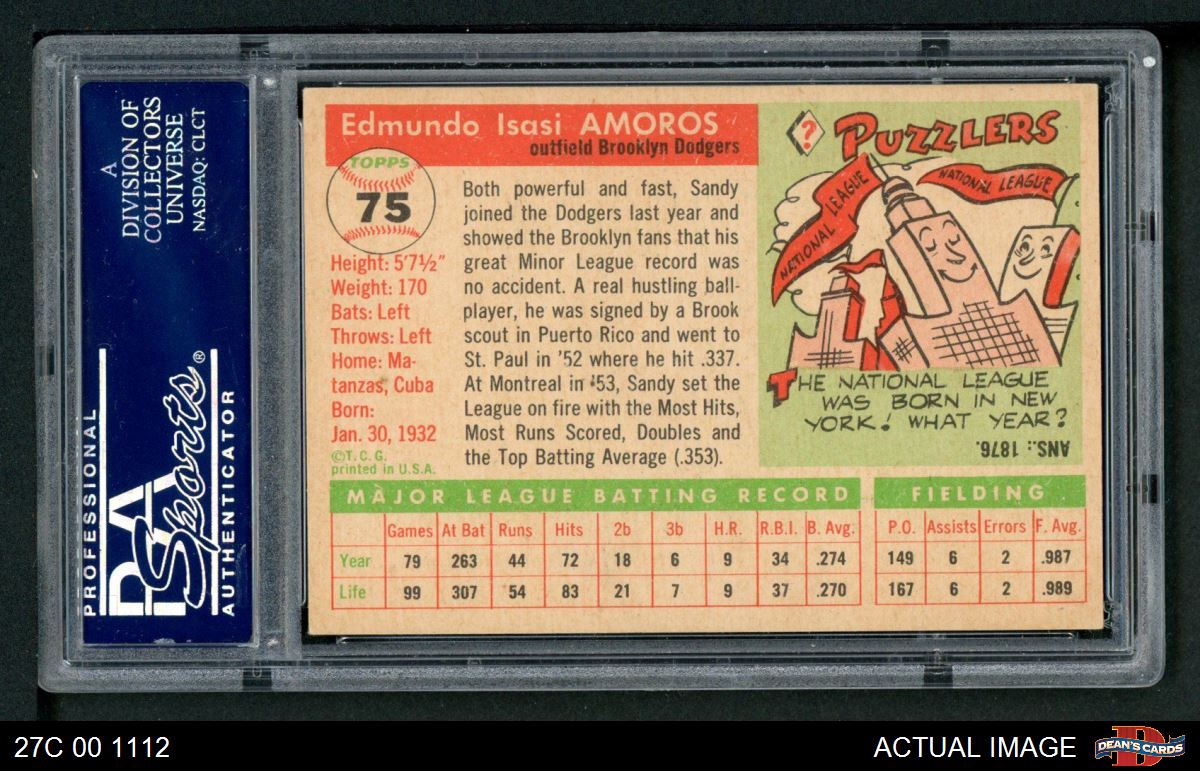 A
DIVISION OF
COLLECTORS
UNIVERSE
NASDAQ: CLCT
PROFESSIONAL
PSA
Sports®
AUTHENTICATOR
Edmundo Isasi AMOROS
outfield Brooklyn Dodgers
TOPPS
75
Height: 5'7½"
Weight: 170
Bats: Left
Throws: Left
Home: Ma-
tanzas, Cuba
Born:
Jan. 30, 1932
©T.C.G.
printed in U.S.A.
Both powerful and fast, Sandy
joined the Dodgers last year and
showed the Brooklyn fans that his
great Minor League record was
no accident. A real hustling ball-
player, he was signed by a Brook
scout in Puerto Rico and went to
St. Paul in '52 where he hit .337.
At Montreal in '53, Sandy set the
League on fire with the Most Hits,
Most Runs Scored, Doubles and
the Top Batting Average (.353).
? PUZZLERS
NATIONAL LEAGUE
NATIONAL LEAGUE
THE NATIONAL LEAGUE
WAS BORN IN NEW
YORK! WHAT YEAR?
ANS.: 1876.
MAJOR LEAGUE BATTING RECORD
Games At Bat Runs Hits 2b 3b H.R. R.B.I. B. Avg.
Year 79 263 44 72 18 6 9 34 .274
Life 99 307 54 83 21 7 9 37 .270
FIELDING
P.O. Assists Errors F. Avg.
149 6 2 .987
167 6 2 .989
27C 00 1112
ACTUAL IMAGE
D
DEAN'S CARDS